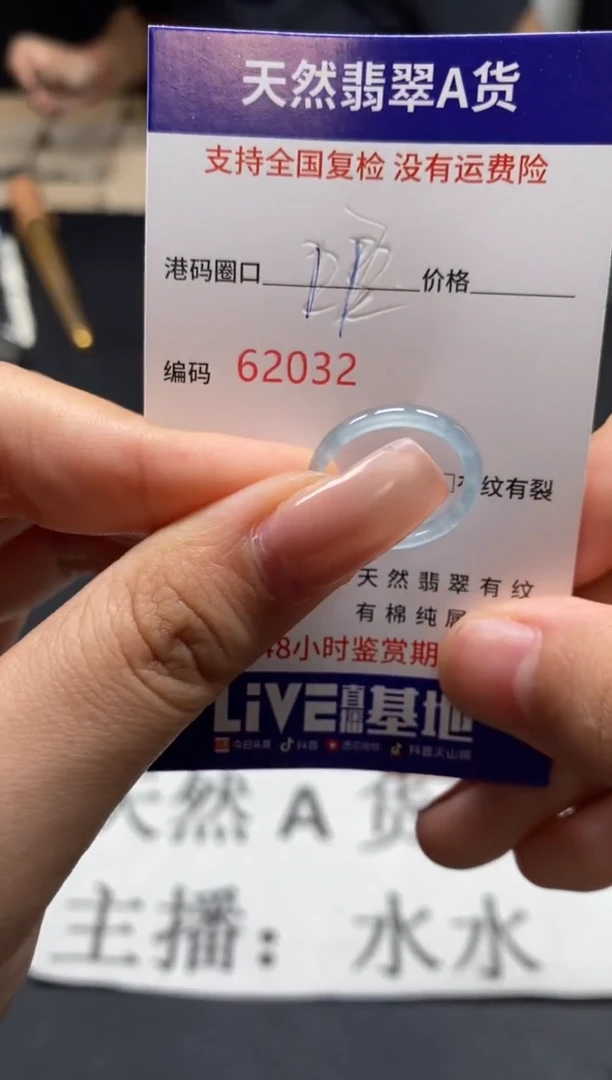 天然翡翠A货
支持全国复检 没有运费险
港码圈口 11 价格
编码 62032
纹有裂
天然翡翠有纹
有棉纯属
48小时鉴赏期
LiVE直播基地
今日头条 抖音 西瓜视频 抖音火山版
天然A货
主播：水水